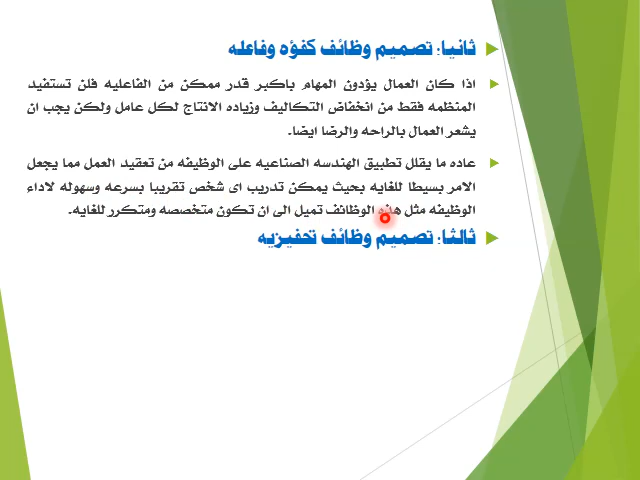 ثانيا: تصميم وظائف كفؤه وفاعله
اذا كان العمال يؤدون المهام باكبر قدر ممكن من الفاعليه فلن تستفيد
المنظمه فقط من انخفاض التكاليف وزياده الانتاج لكل عامل ولكن يجب ان
يشعر العمال بالراحه والرضا ايضا.
عاده ما يقلل تطبيق الهندسه الصناعيه على الوظيفه من تعقيد العمل مما يجعل
الامر بسيطا للغايه بحيث يمكن تدريب اى شخص تقريبا بسرعه وسهوله لاداء
الوظيفه مثل هذه الوظائف تميل الى ان تكون متخصصه ومتكرر للغايه.
ثالثا: تصميم وظائف تحفيزيه